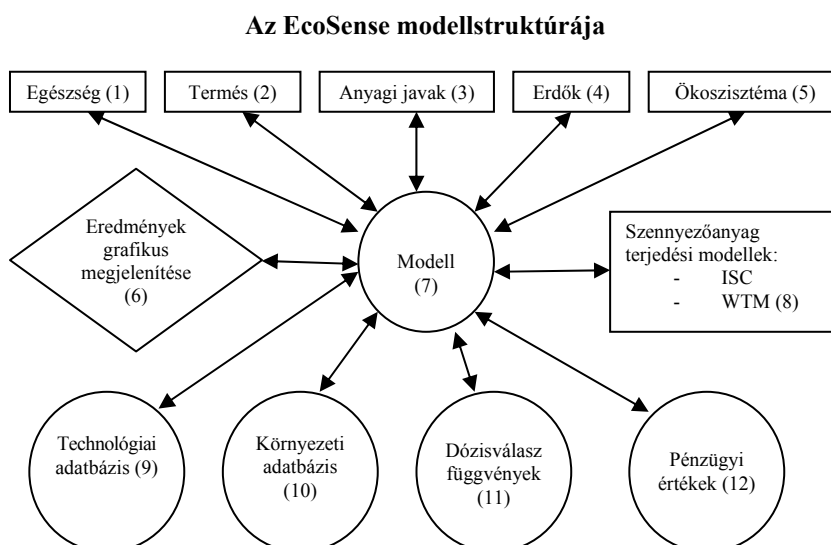 Az EcoSense modellstruktúrája
Egészség (1)
Termés (2)
Anyagi javak (3)
Erdők (4)
Ökoszisztéma (5)
Eredmények
grafikus
megjelenítése
(6)
Modell
(7)
Szennyezőanyag
terjedési modellek:
- ISC
- WTM (8)
Technológiai
adatbázis (9)
Környezeti
adatbázis
(10)
Dózisválasz
függvények
(11)
Pénzügyi
értékek (12)